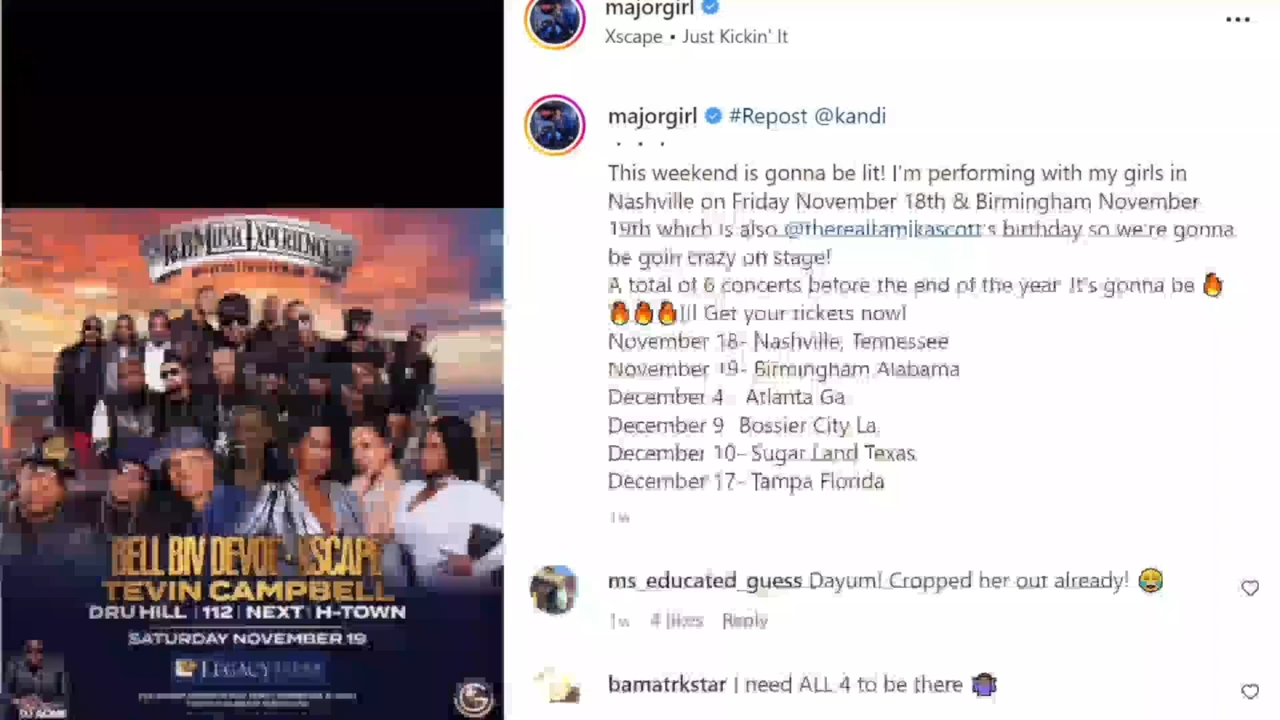 R&B MUSIC EXPERIENCE
BELL BIV DEVOE • XSCAPE
TEVIN CAMPBELL
DRU HILL | 112 | NEXT | H-TOWN
SATURDAY NOVEMBER 19
LEGACY
majorgirl
Xscape • Just Kickin' It
majorgirl #Repost @kandi
. . .
This weekend is gonna be lit! I'm performing with my girls in
Nashville on Friday November 18th & Birmingham November
19th which is also @therealtamikascott's birthday so we're gonna
be goin crazy on stage!
A total of 6 concerts before the end of the year. It's gonna be 🔥
🔥🔥🔥!!! Get your tickets now!
November 18- Nashville, Tennessee
November 19- Birmingham Alabama
December 4- Atlanta Ga
December 9- Bossier City La.
December 10- Sugar Land Texas
December 17- Tampa Florida
1w
ms_educated_guess Dayum! Cropped her out already! 😭
1w 4 likes Reply
bamatrkstar I need ALL 4 to be there 🤷🏾‍♀️